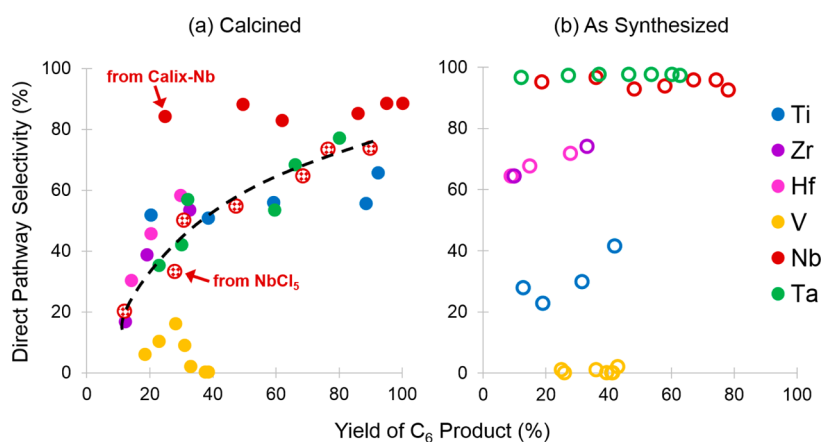 (a) Calcined
(b) As Synthesized
Direct Pathway Selectivity (%)
100
80
60
40
20
0
from Calix-Nb
from NbCl₅
0 20 40 60 80 100
100
80
60
40
20
0
0 20 40 60 80 100
Ti
Zr
Hf
V
Nb
Ta
Yield of C₆ Product (%)